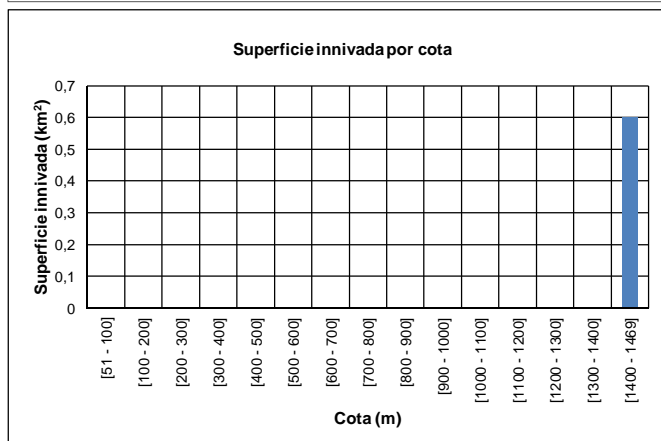 Superficie innivada por cota
Superficie innivada (km²)
0,7
0,6
0,5
0,4
0,3
0,2
0,1
0
[51 - 100]
[100 - 200]
[200 - 300]
[300 - 400]
[400 - 500]
[500 - 600]
[600 - 700]
[700 - 800]
[800 - 900]
[900 - 1000]
[1000 - 1100]
[1100 - 1200]
[1200 - 1300]
[1300 - 1400]
[1400 - 1469]
Cota (m)